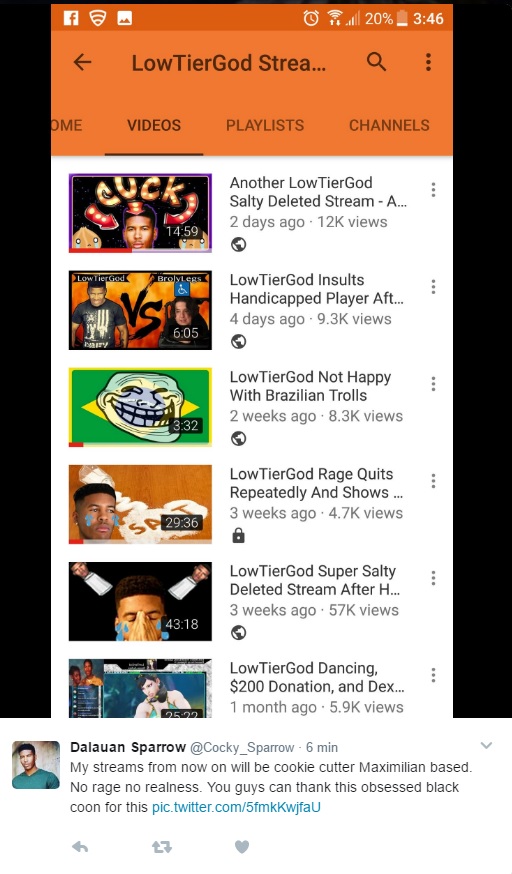 20% 3:46
LowTierGod Strea...
OME VIDEOS PLAYLISTS CHANNELS
CUCK
14:59
Another LowTierGod
Salty Deleted Stream - A...
2 days ago · 12K views
LowTierGod BrolyLegs
VS
6:05
LowTierGod Insults
Handicapped Player Aft...
4 days ago · 9.3K views
3:32
LowTierGod Not Happy
With Brazilian Trolls
2 weeks ago · 8.3K views
SALT
29:36
LowTierGod Rage Quits
Repeatedly And Shows ...
3 weeks ago · 4.7K views
43:18
LowTierGod Super Salty
Deleted Stream After H...
3 weeks ago · 57K views
25:22
LowTierGod Dancing,
$200 Donation, and Dex...
1 month ago · 5.9K views
Dalauan Sparrow @Cocky_Sparrow · 6 min
My streams from now on will be cookie cutter Maximilian based.
No rage no realness. You guys can thank this obsessed black
coon for this pic.twitter.com/5fmkKwjfaU